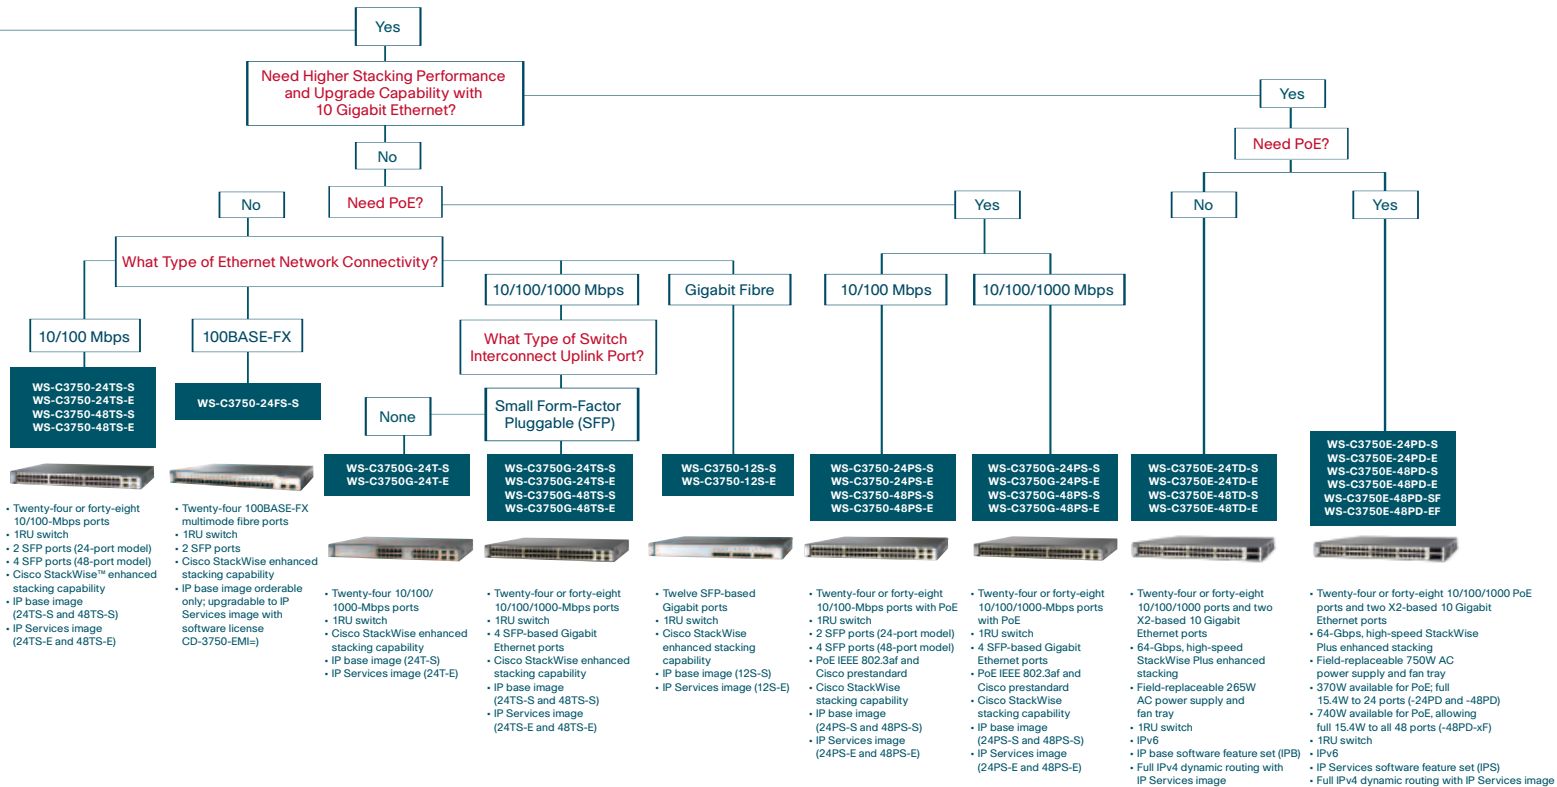 Yes
Need Higher Stacking Performance
and Upgrade Capability with
10 Gigabit Ethernet?
Yes
No
Need PoE?
Need PoE?
No
Yes
No
Yes
What Type of Ethernet Network Connectivity?
10/100/1000 Mbps
Gigabit Fibre
10/100 Mbps
10/100/1000 Mbps
10/100 Mbps
100BASE-FX
What Type of Switch
Interconnect Uplink Port?
None
Small Form-Factor
Pluggable (SFP)
WS-C3750-24TS-S
WS-C3750-24TS-E
WS-C3750-48TS-S
WS-C3750-48TS-E
• Twenty-four or forty-eight
10/100-Mbps ports
• 1RU switch
• 2 SFP ports (24-port model)
• 4 SFP ports (48-port model)
• Cisco StackWise™ enhanced
stacking capability
• IP base image
(24TS-S and 48TS-S)
• IP Services image
(24TS-E and 48TS-E)
WS-C3750-24FS-S
• Twenty-four 100BASE-FX
multimode fibre ports
• 1RU switch
• 2 SFP ports
• Cisco StackWise enhanced
stacking capability
• IP base image orderable
only; upgradable to IP
Services image with
software license
CD-3750-EMI=)
WS-C3750G-24T-S
WS-C3750G-24T-E
• Twenty-four 10/100/
1000-Mbps ports
• 1RU switch
• Cisco StackWise enhanced
stacking capability
• IP base image (24T-S)
• IP Services image (24T-E)
WS-C3750G-24TS-S
WS-C3750G-24TS-E
WS-C3750G-48TS-S
WS-C3750G-48TS-E
• Twenty-four or forty-eight
10/100/1000-Mbps ports
• 1RU switch
• 4 SFP-based Gigabit
Ethernet ports
• Cisco StackWise enhanced
stacking capability
• IP base image
(24TS-S and 48TS-S)
• IP Services image
(24TS-E and 48TS-E)
WS-C3750-12S-S
WS-C3750-12S-E
• Twelve SFP-based
Gigabit ports
• 1RU switch
• Cisco StackWise
enhanced stacking
capability
• IP base image (12S-S)
• IP Services image (12S-E)
WS-C3750-24PS-S
WS-C3750-24PS-E
WS-C3750-48PS-S
WS-C3750-48PS-E
• Twenty-four or forty-eight
10/100-Mbps ports with PoE
• 1RU switch
• 2 SFP ports (24-port model)
• 4 SFP ports (48-port model)
• PoE IEEE 802.3af and
Cisco prestandard
• Cisco StackWise
stacking capability
• IP base image
(24PS-S and 48PS-S)
• IP Services image
(24PS-E and 48PS-E)
WS-C3750G-24PS-S
WS-C3750G-24PS-E
WS-C3750G-48PS-S
WS-C3750G-48PS-E
• Twenty-four or forty-eight
10/100/1000-Mbps ports
with PoE
• 1RU switch
• 4 SFP-based Gigabit
Ethernet ports
• PoE IEEE 802.3af and
Cisco prestandard
• Cisco StackWise
stacking capability
• IP base image
(24PS-S and 48PS-S)
• IP Services image
(24PS-E and 48PS-E)
WS-C3750E-24TD-S
WS-C3750E-24TD-E
WS-C3750E-48TD-S
WS-C3750E-48TD-E
• Twenty-four or forty-eight
10/100/1000 ports and two
X2-based 10 Gigabit
Ethernet ports
• 64-Gbps, high-speed
StackWise Plus enhanced
stacking
• Field-replaceable 265W
AC power supply and
fan tray
• 1RU switch
• IPv6
• IP base software feature set (IPB)
• Full IPv4 dynamic routing with
IP Services image
WS-C3750E-24PD-S
WS-C3750E-24PD-E
WS-C3750E-48PD-S
WS-C3750E-48PD-E
WS-C3750E-48PD-SF
WS-C3750E-48PD-EF
• Twenty-four or forty-eight 10/100/1000 PoE
ports and two X2-based 10 Gigabit
Ethernet ports
• 64-Gbps, high-speed StackWise
Plus enhanced stacking
• Field-replaceable 750W AC
power supply and fan tray
• 370W available for PoE; full
15.4W to 24 ports (-24PD and -48PD)
• 740W available for PoE, allowing
full 15.4W to all 48 ports (-48PD-xF)
• 1RU switch
• IPv6
• IP Services software feature set (IPS)
• Full IPv4 dynamic routing with IP Services image